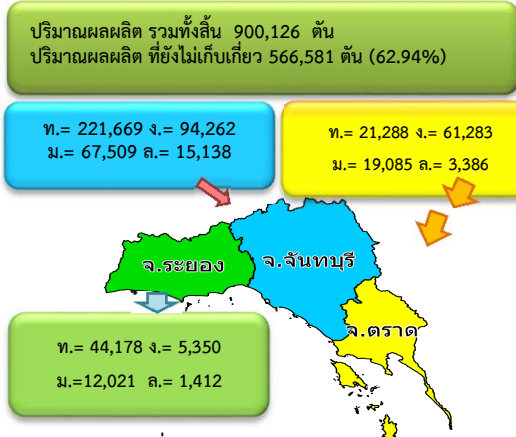 ปริมาณผลผลิต รวมทั้งสิ้น 900,126 ตัน
ปริมาณผลผลิต ที่ยังไม่เก็บเกี่ยว 566,581 ตัน (62.94%)
ท.= 221,669 ง.= 94,262
ม.= 67,509 ล.= 15,138
ท.= 21,288 ง.= 61,283
ม.= 19,085 ล.= 3,386
จ.ระยอง
จ.จันทบุรี
จ.ตราด
ท.= 44,178 ง.= 5,350
ม.=12,021 ล.= 1,412